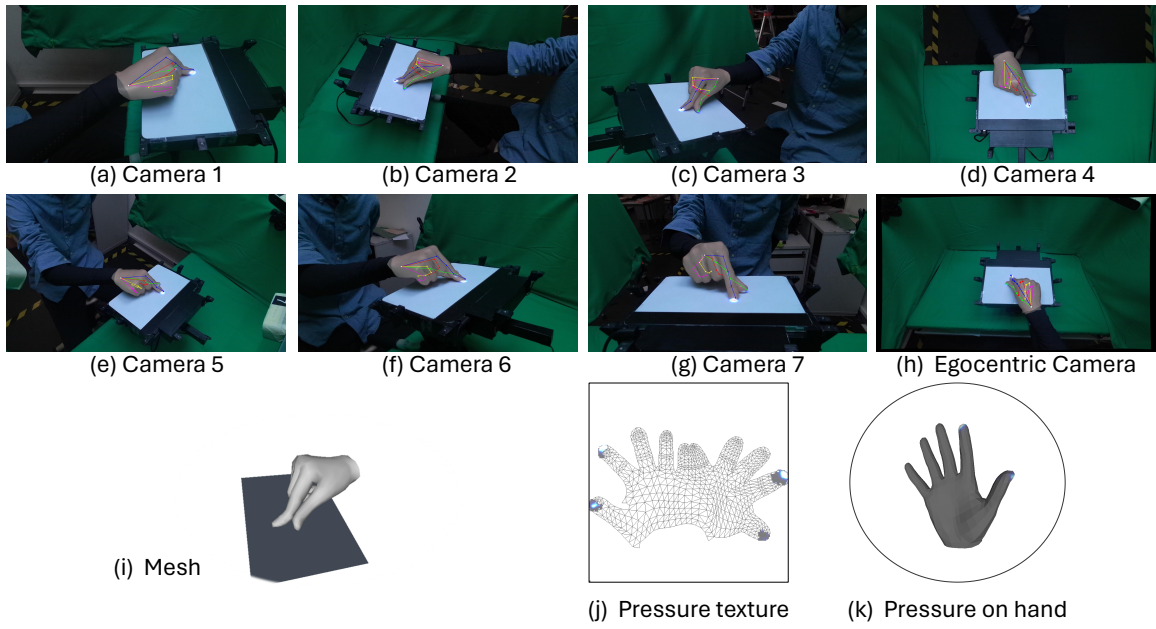 (a) Camera 1
(b) Camera 2
(c) Camera 3
(d) Camera 4
(e) Camera 5
(f) Camera 6
(g) Camera 7
(h) Egocentric Camera
(i) Mesh
(j) Pressure texture
(k) Pressure on hand